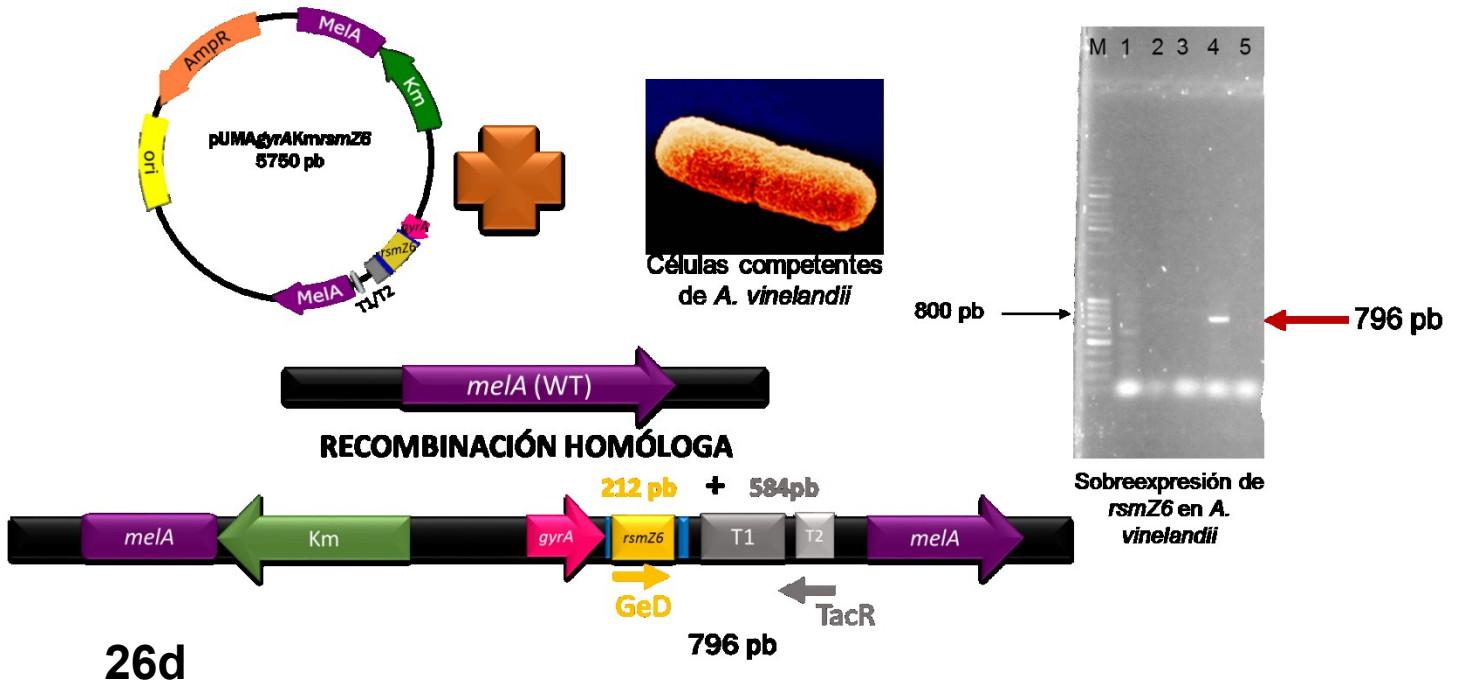 AmpR
MelA
Km
ori
pUMAgyrAKmrsmZ6
5750 pb
gyrA
rsmZ6
T1/T2
MelA
Células competentes
de A. vinelandii
M 1 2 3 4 5
800 pb
796 pb
Sobreexpresión de
rsmZ6 en A.
vinelandii
melA (WT)
RECOMBINACIÓN HOMÓLOGA
212 pb + 584pb
melA
Km
gyrA
rsmZ6
T1
T2
melA
GeD
TacR
796 pb
26d